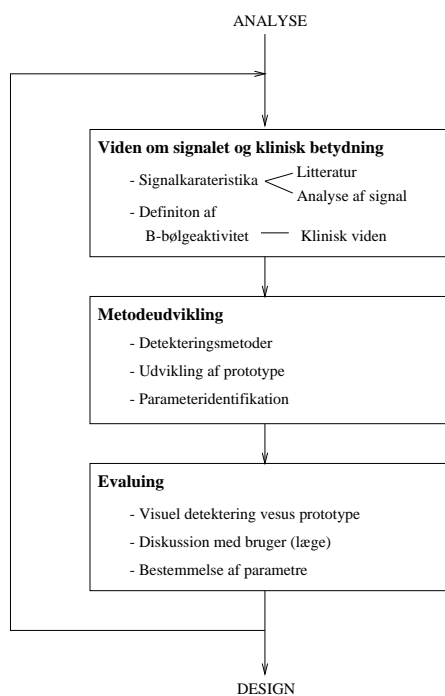 ANALYSE
Viden om signalet og klinisk betydning
- Signalkarateristika
Litteratur
Analyse af signal
- Definiton af
B-bølgeaktivitet
Klinisk viden
Metodeudvikling
- Detekteringsmetoder
- Udvikling af prototype
- Parameteridentifikation
Evaluing
- Visuel detektering vesus prototype
- Diskussion med bruger (læge)
- Bestemmelse af parametre
DESIGN